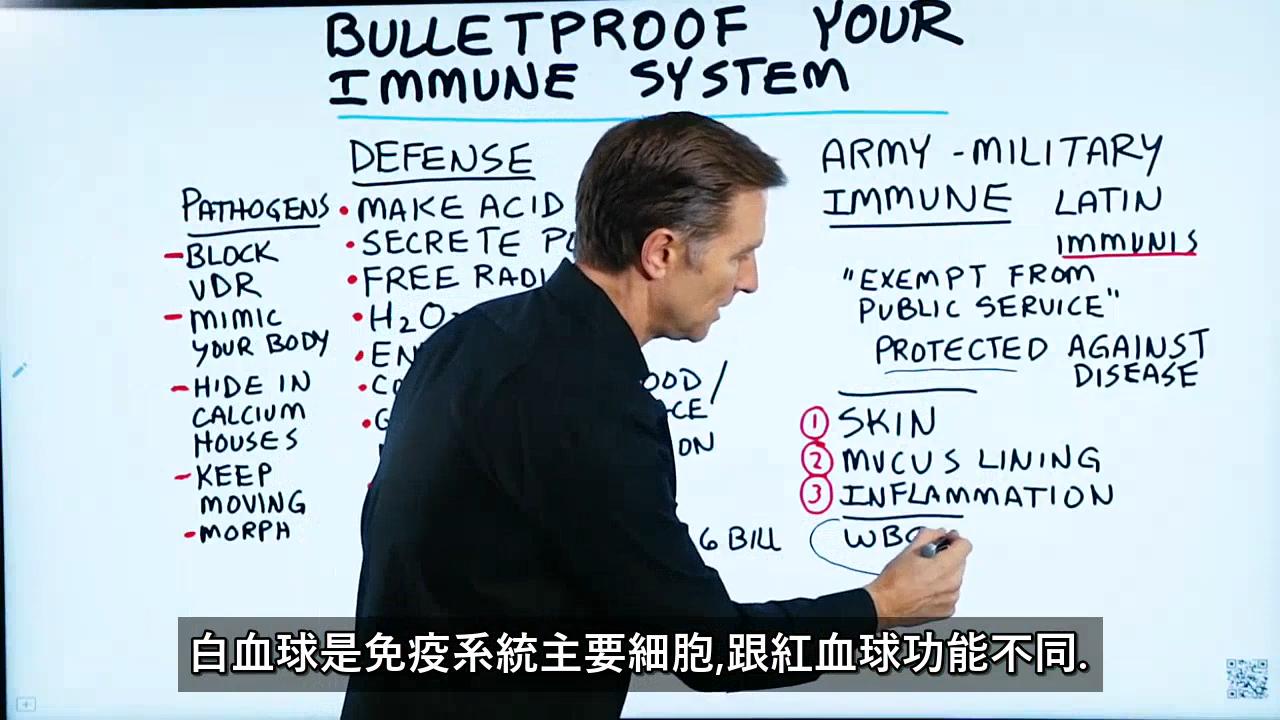 BULLETPROOF YOUR
IMMUNE SYSTEM
DEFENSE
PATHOGENS
- BLOCK
VDR
- MIMIC
YOUR BODY
- HIDE IN
CALCIUM
HOUSES
- KEEP
MOVING
- MORPH
• MAKE ACID
• SECRETE
• FREE
• H2O
6 BILL
ARMY - MILITARY
IMMUNE LATIN
IMMUNIS
"EXEMPT FROM
PUBLIC SERVICE"
PROTECTED AGAINST
DISEASE
① SKIN
② MUCUS LINING
③ INFLAMMATION
白血球是免疫系統主要細胞,跟紅血球功能不同.